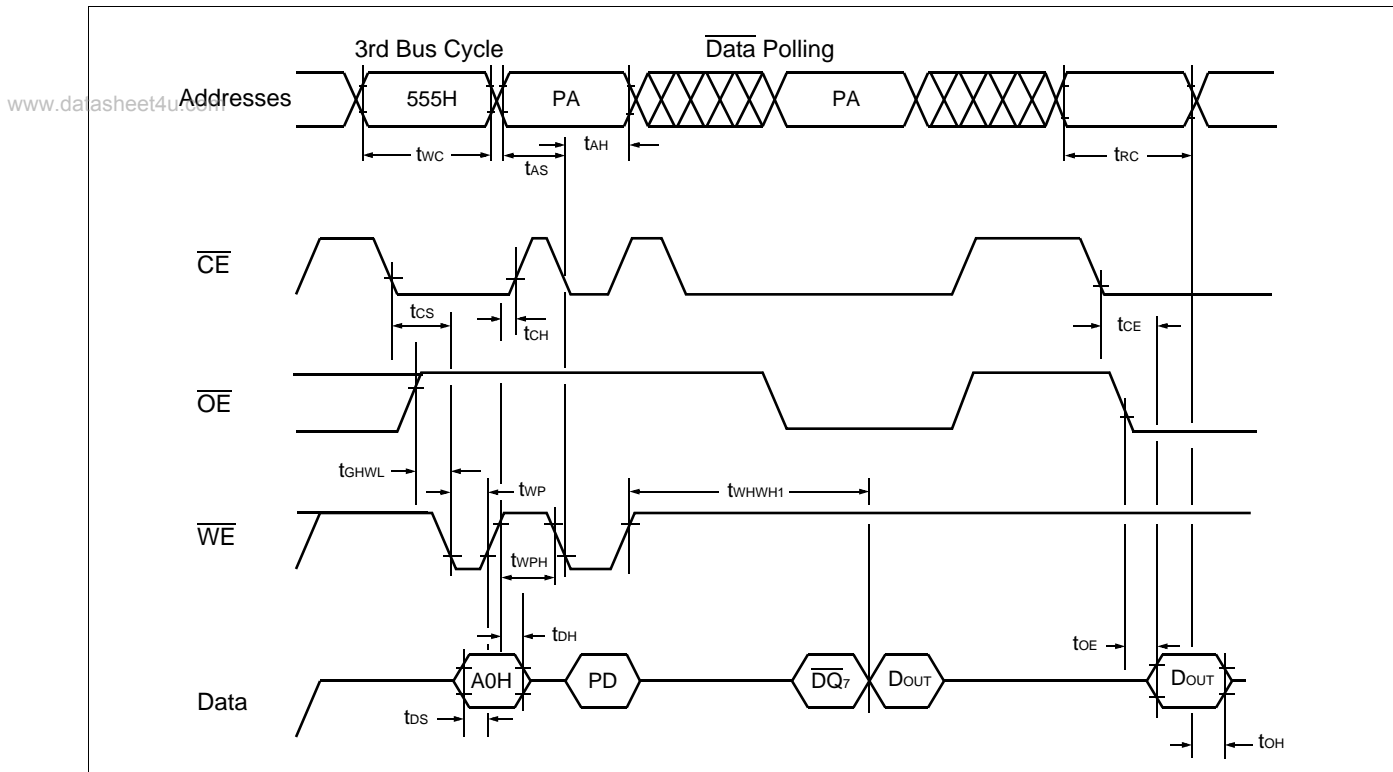 3rd Bus Cycle
Data Polling
www.datasheet4u.com
Addresses
555H
PA
PA
tWC
tAS
tAH
tRC
CE
tCS
tCH
tCE
OE
tGHWL
tWP
tWHWH1
WE
tWPH
tDH
tOE
Data
A0H
PD
DQ7
DOUT
DOUT
tDS
tOH